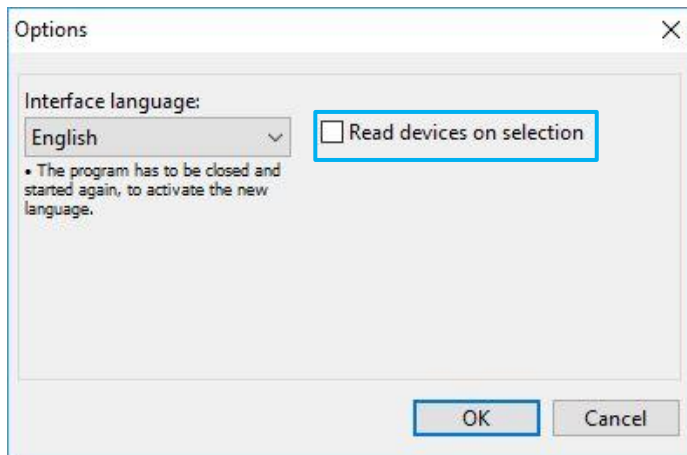 Options
Interface language:
English
• The program has to be closed and
started again, to activate the new
language.
Read devices on selection
OK
Cancel